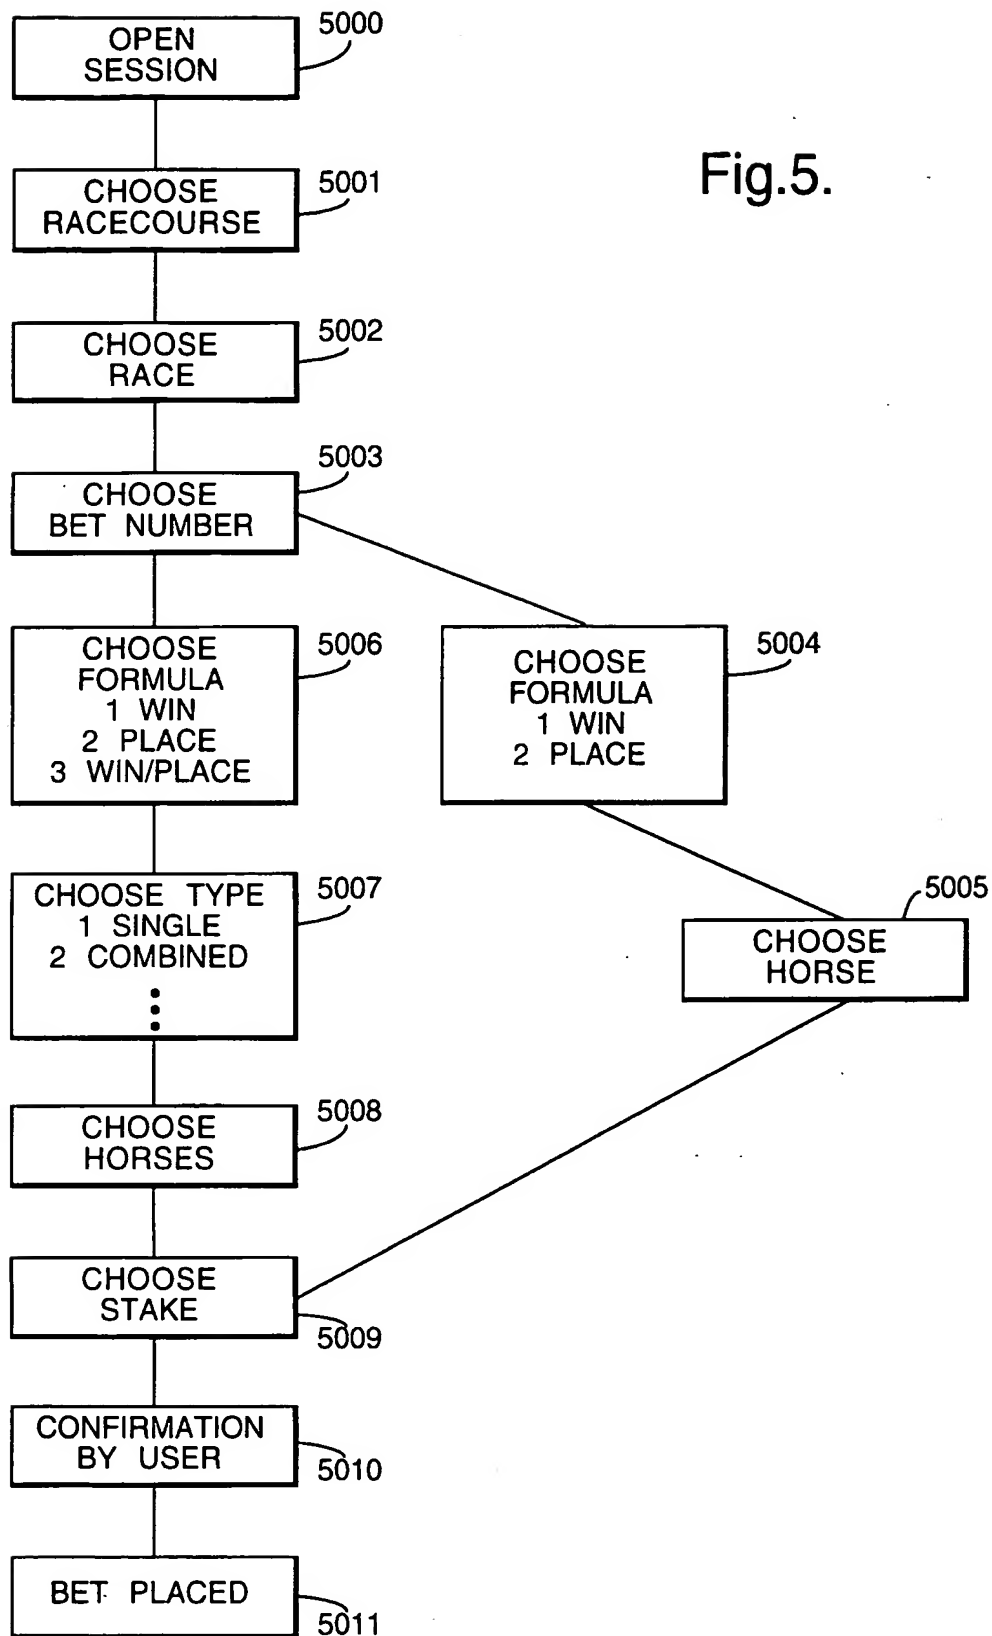 OPEN
SESSION
5000
Fig.5.
CHOOSE
RACECOURSE
5001
CHOOSE
RACE
5002
CHOOSE
BET NUMBER
5003
CHOOSE
FORMULA
1 WIN
2 PLACE
3 WIN/PLACE
5006
CHOOSE
FORMULA
1 WIN
2 PLACE
5004
CHOOSE TYPE
1 SINGLE
2 COMBINED
5007
CHOOSE
HORSE
5005
CHOOSE
HORSES
5008
CHOOSE
STAKE
5009
CONFIRMATION
BY USER
5010
BET PLACED
5011